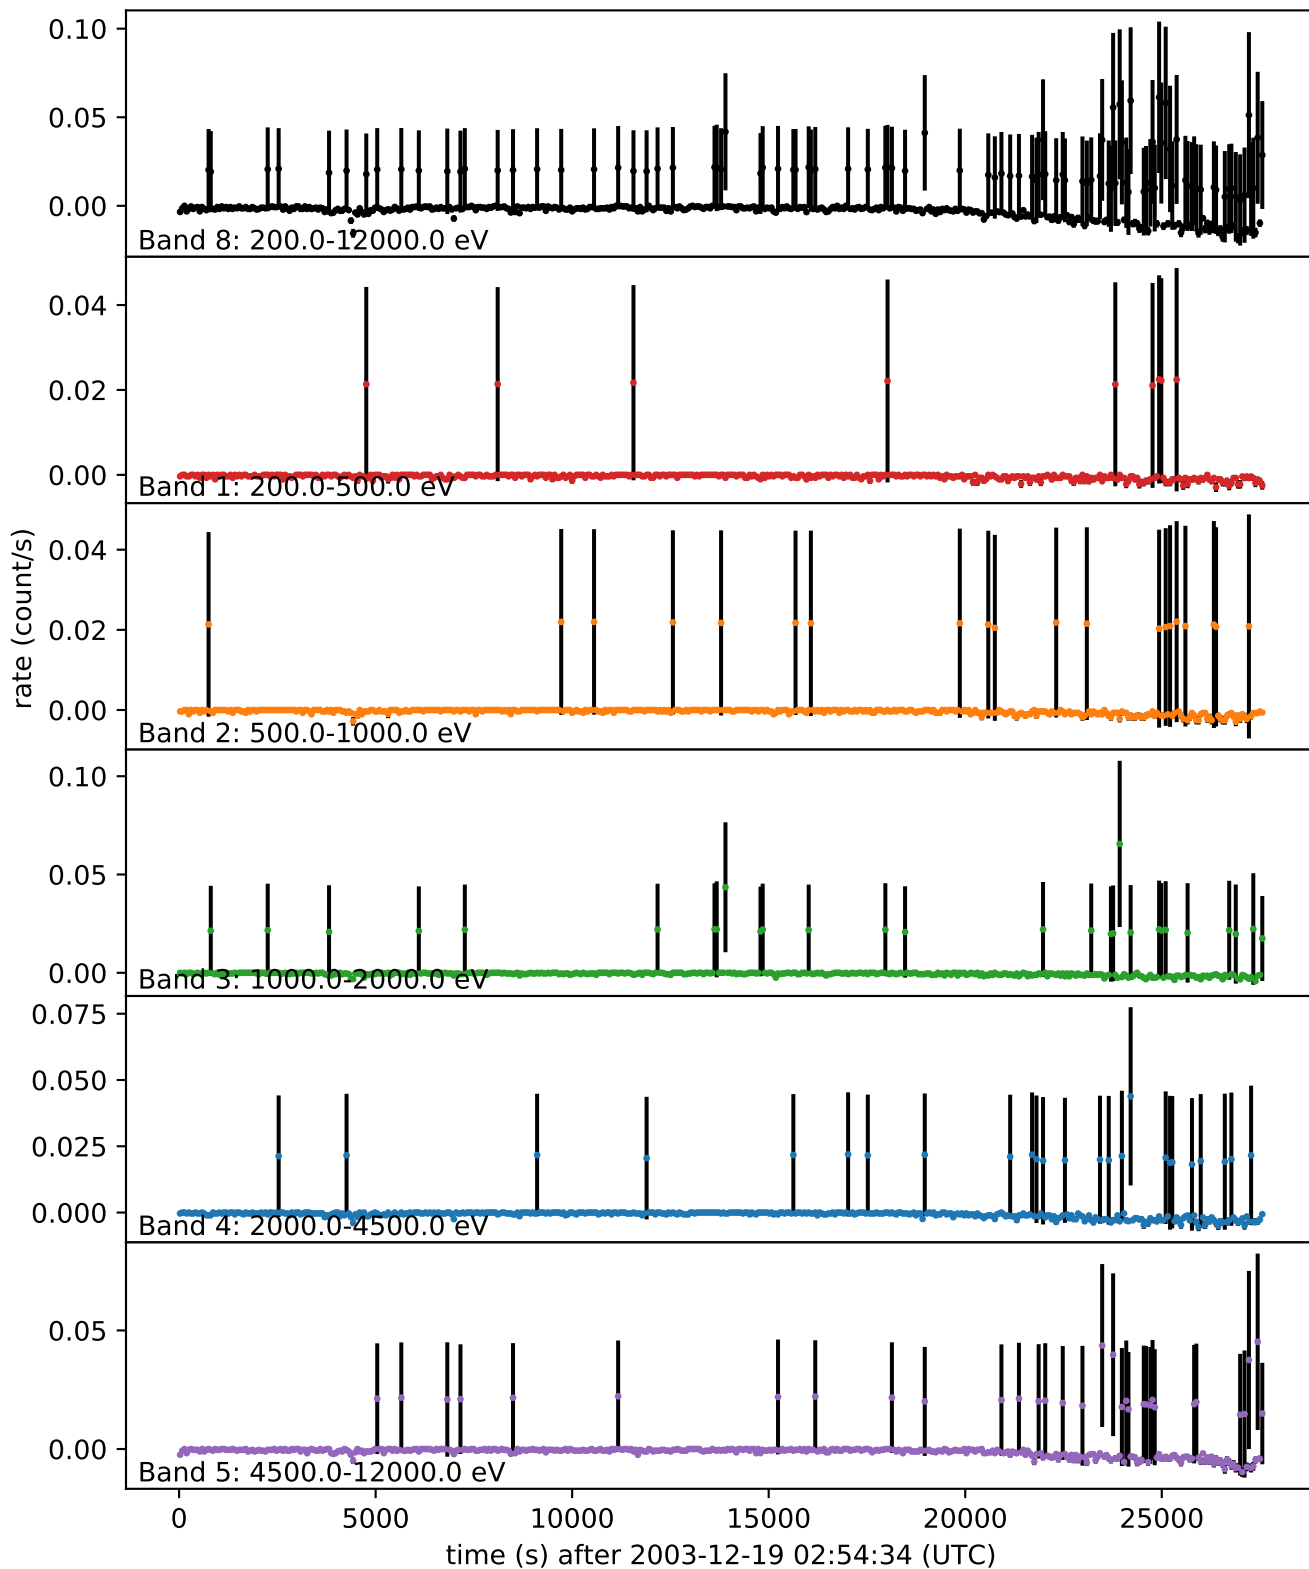 0.10
0.05
0.00
Band 8: 200.0-12000.0 eV
0.04
0.02
0.00
Band 1: 200.0-500.0 eV
rate (count/s)
0.04
0.02
0.00
Band 2: 500.0-1000.0 eV
0.10
0.05
0.00
Band 3: 1000.0-2000.0 eV
0.075
0.050
0.025
0.000
Band 4: 2000.0-4500.0 eV
0.05
0.00
Band 5: 4500.0-12000.0 eV
0 5000 10000 15000 20000 25000
time (s) after 2003-12-19 02:54:34 (UTC)